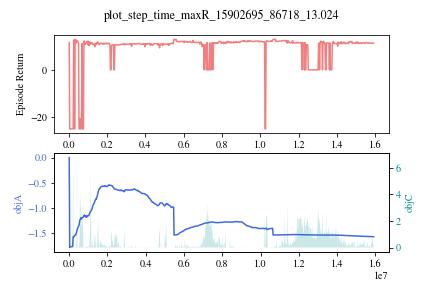 plot_step_time_maxR_15902695_86718_13.024
Episode Return
0
−20
0.0 0.2 0.4 0.6 0.8 1.0 1.2 1.4 1.6
objA
0.0
−0.5
−1.0
−1.5
objC
6
4
2
0
0.0 0.2 0.4 0.6 0.8 1.0 1.2 1.4 1.6
1e7